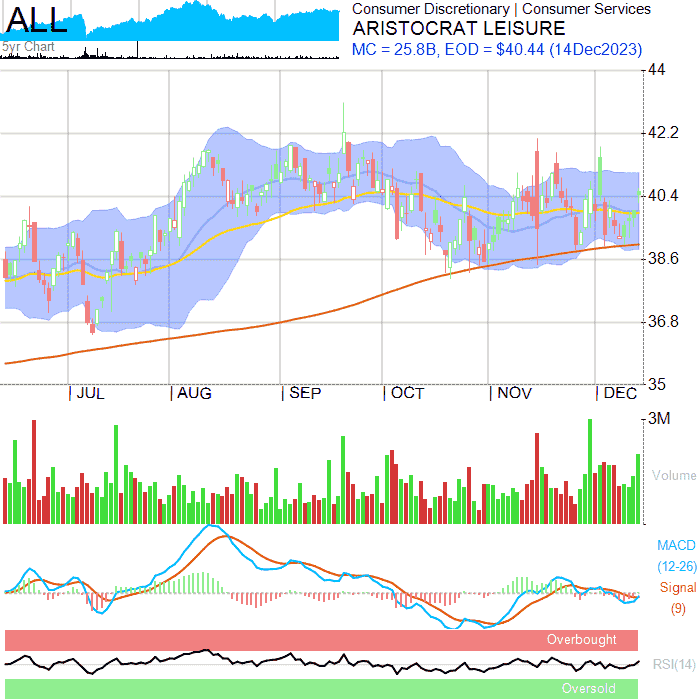 ALL
5yr Chart
Consumer Discretionary | Consumer Services
ARISTOCRAT LEISURE
MC = 25.8B, EOD = $40.44 (14Dec2023)
44
42.2
40.4
38.6
36.8
35
JUL
AUG
SEP
OCT
NOV
DEC
3M
Volume
MACD
(12-26)
Signal
(9)
Overbought
RSI(14)
Oversold